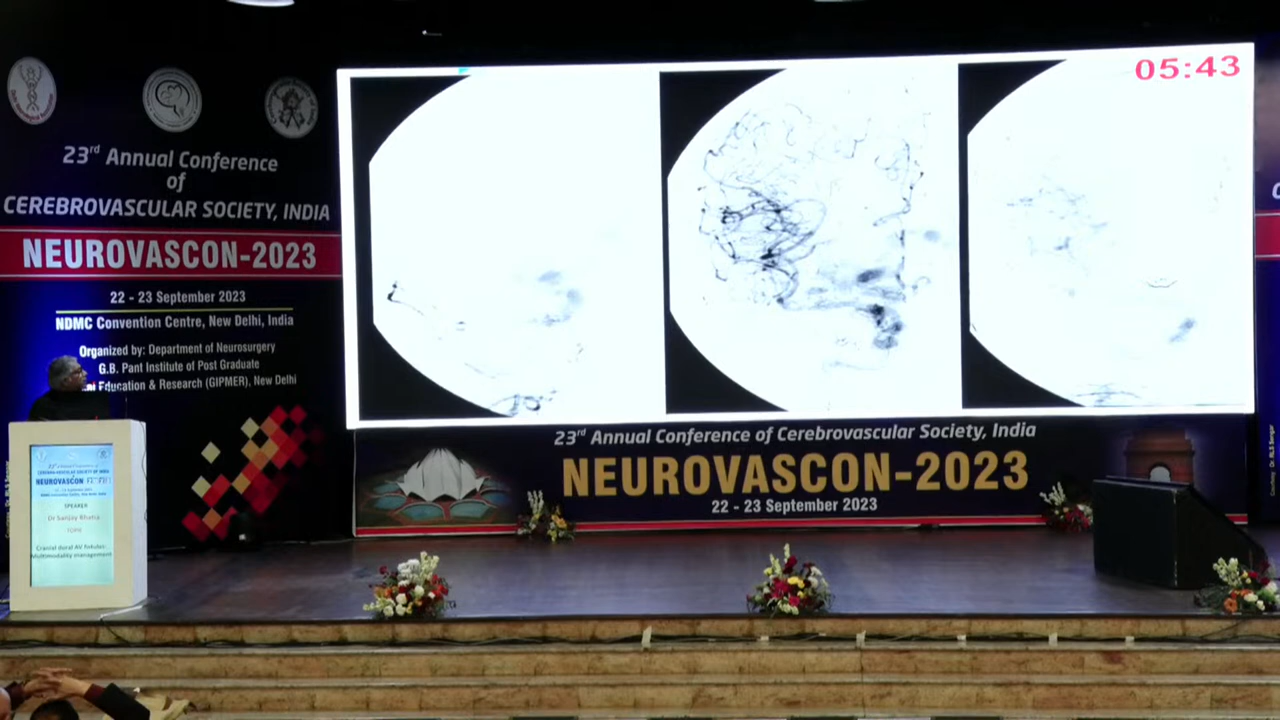 05:43
23rd Annual Conference
of
CEREBROVASCULAR SOCIETY, INDIA
NEUROVASCON-2023
22 - 23 September 2023
NDMC Convention Centre, New Delhi, India
Organized by: Department of Neurosurgery
G.B. Pant Institute of Post Graduate
Education & Research (GIPMER), New Delhi
23rd Annual Conference of Cerebrovascular Society, India
NEUROVASCON-2023
22 - 23 September 2023
NEUROVASCON
SPEAKER
Dr Sanjay Bhatia
TOPIC
Cranial dural AV fistulas:
Multimodality management